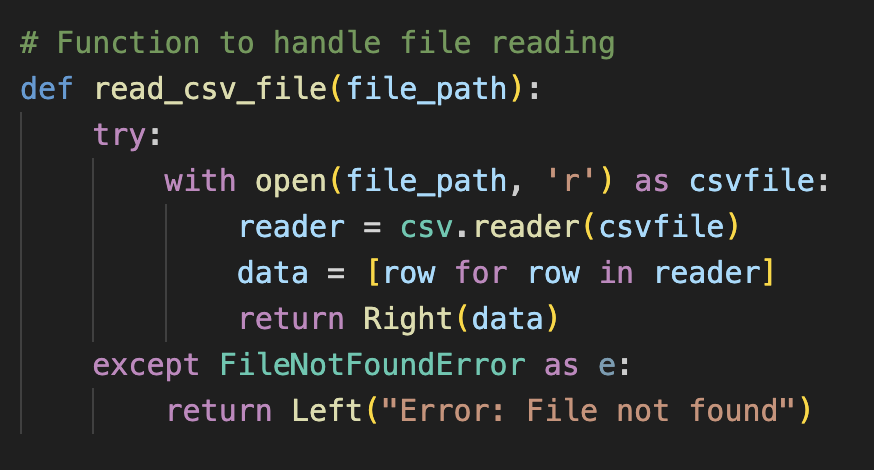 # Function to handle file reading
def read_csv_file(file_path):
    try:
        with open(file_path, 'r') as csvfile:
            reader = csv.reader(csvfile)
            data = [row for row in reader]
            return Right(data)
    except FileNotFoundError as e:
        return Left("Error: File not found")